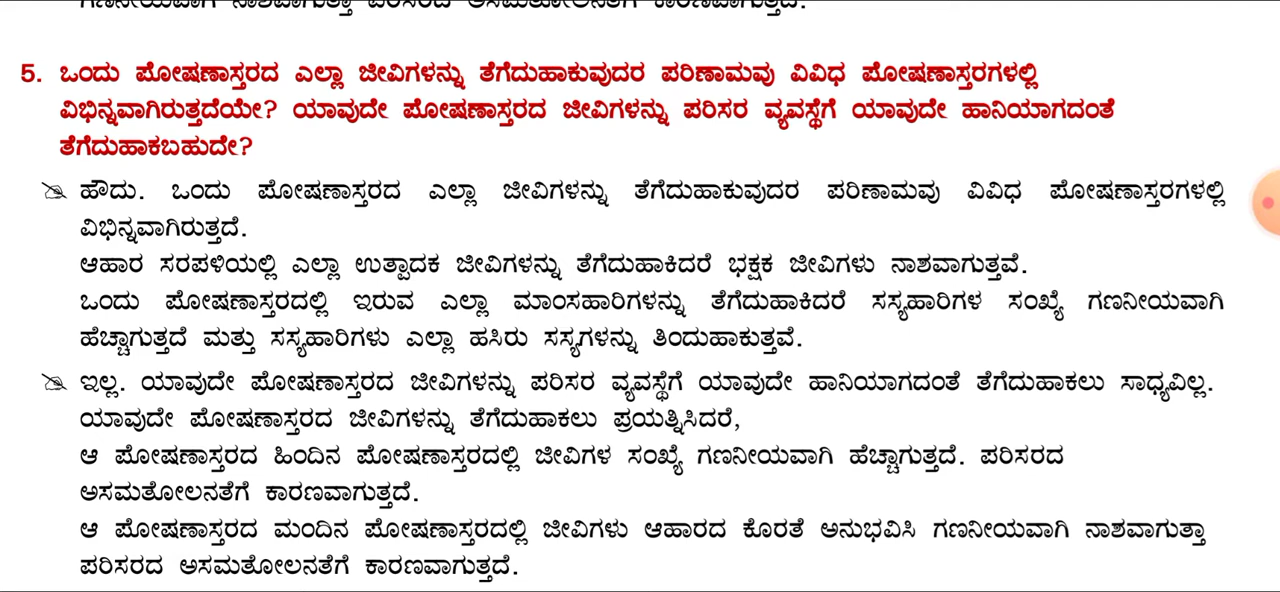 5. ಒಂದು ಪೋಷಣಾಸ್ತರದ ಎಲ್ಲಾ ಜೀವಿಗಳನ್ನು ತೆಗೆದುಹಾಕುವುದರ ಪರಿಣಾಮವು ವಿವಿಧ ಪೋಷಣಾಸ್ತರಗಳಲ್ಲಿ
ವಿಭಿನ್ನವಾಗಿರುತ್ತದೆಯೇ? ಯಾವುದೇ ಪೋಷಣಾಸ್ತರದ ಜೀವಿಗಳನ್ನು ಪರಿಸರ ವ್ಯವಸ್ಥೆಗೆ ಯಾವುದೇ ಹಾನಿಯಾಗದಂತೆ
ತೆಗೆದುಹಾಕಬಹುದೇ?
ಹೌದು. ಒಂದು ಪೋಷಣಾಸ್ತರದ ಎಲ್ಲಾ ಜೀವಿಗಳನ್ನು ತೆಗೆದುಹಾಕುವುದರ ಪರಿಣಾಮವು ವಿವಿಧ ಪೋಷಣಾಸ್ತರಗಳಲ್ಲಿ
ವಿಭಿನ್ನವಾಗಿರುತ್ತದೆ.
ಆಹಾರ ಸರಪಳಿಯಲ್ಲಿ ಎಲ್ಲಾ ಉತ್ಪಾದಕ ಜೀವಿಗಳನ್ನು ತೆಗೆದುಹಾಕಿದರೆ ಭಕ್ಷಕ ಜೀವಿಗಳು ನಾಶವಾಗುತ್ತವೆ.
ಒಂದು ಪೋಷಣಾಸ್ತರದಲ್ಲಿ ಇರುವ ಎಲ್ಲಾ ಮಾಂಸಹಾರಿಗಳನ್ನು ತೆಗೆದುಹಾಕಿದರೆ ಸಸ್ಯಹಾರಿಗಳ ಸಂಖ್ಯೆ ಗಣನೀಯವಾಗಿ
ಹೆಚ್ಚಾಗುತ್ತದೆ ಮತ್ತು ಸಸ್ಯಹಾರಿಗಳು ಎಲ್ಲಾ ಹಸಿರು ಸಸ್ಯಗಳನ್ನು ತಿಂದುಹಾಕುತ್ತವೆ.
ಇಲ್ಲ. ಯಾವುದೇ ಪೋಷಣಾಸ್ತರದ ಜೀವಿಗಳನ್ನು ಪರಿಸರ ವ್ಯವಸ್ಥೆಗೆ ಯಾವುದೇ ಹಾನಿಯಾಗದಂತೆ ತೆಗೆದುಹಾಕಲು ಸಾಧ್ಯವಿಲ್ಲ.
ಯಾವುದೇ ಪೋಷಣಾಸ್ತರದ ಜೀವಿಗಳನ್ನು ತೆಗೆದುಹಾಕಲು ಪ್ರಯತ್ನಿಸಿದರೆ,
ಆ ಪೋಷಣಾಸ್ತರದ ಹಿಂದಿನ ಪೋಷಣಾಸ್ತರದಲ್ಲಿ ಜೀವಿಗಳ ಸಂಖ್ಯೆ ಗಣನೀಯವಾಗಿ ಹೆಚ್ಚಾಗುತ್ತದೆ. ಪರಿಸರದ
ಅಸಮತೋಲನತೆಗೆ ಕಾರಣವಾಗುತ್ತದೆ.
ಆ ಪೋಷಣಾಸ್ತರದ ಮಂದಿನ ಪೋಷಣಾಸ್ತರದಲ್ಲಿ ಜೀವಿಗಳು ಆಹಾರದ ಕೊರತೆ ಅನುಭವಿಸಿ ಗಣನೀಯವಾಗಿ ನಾಶವಾಗುತ್ತಾ
ಪರಿಸರದ ಅಸಮತೋಲನತೆಗೆ ಕಾರಣವಾಗುತ್ತದೆ.